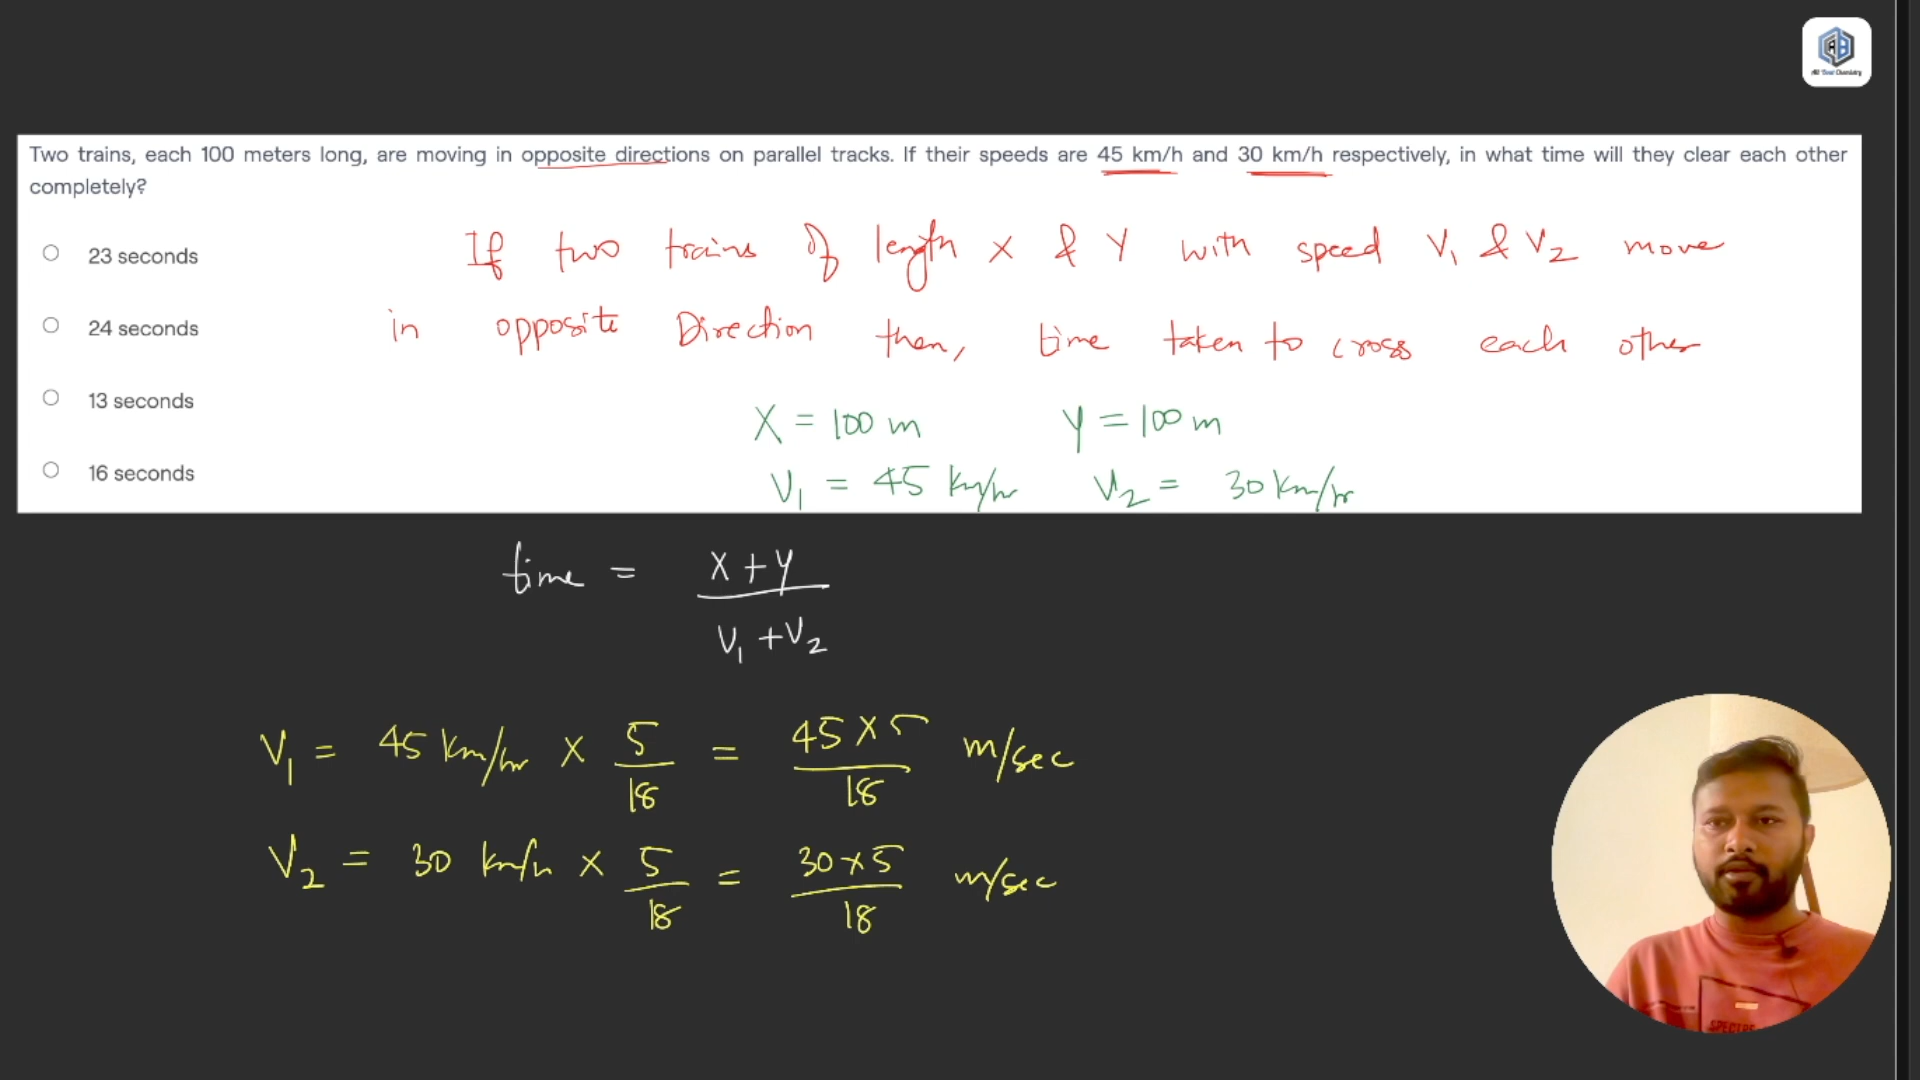 All 'Bout Chemistry
Two trains, each 100 meters long, are moving in opposite directions on parallel tracks. If their speeds are 45 km/h and 30 km/h respectively, in what time will they clear each other
completely?
23 seconds
24 seconds
13 seconds
16 seconds
If two trains of length X & Y with speed V₁ & V₂ move
in opposite Direction then, time taken to cross each other
X = 100 m Y = 100 m
V₁ = 45 km/hr V₂ = 30 km/hr
time = X + Y / V₁ + V₂
V₁ = 45 km/hr × 5/18 = 45 × 5/18 m/sec
V₂ = 30 km/h × 5/18 = 30 × 5/18 m/sec